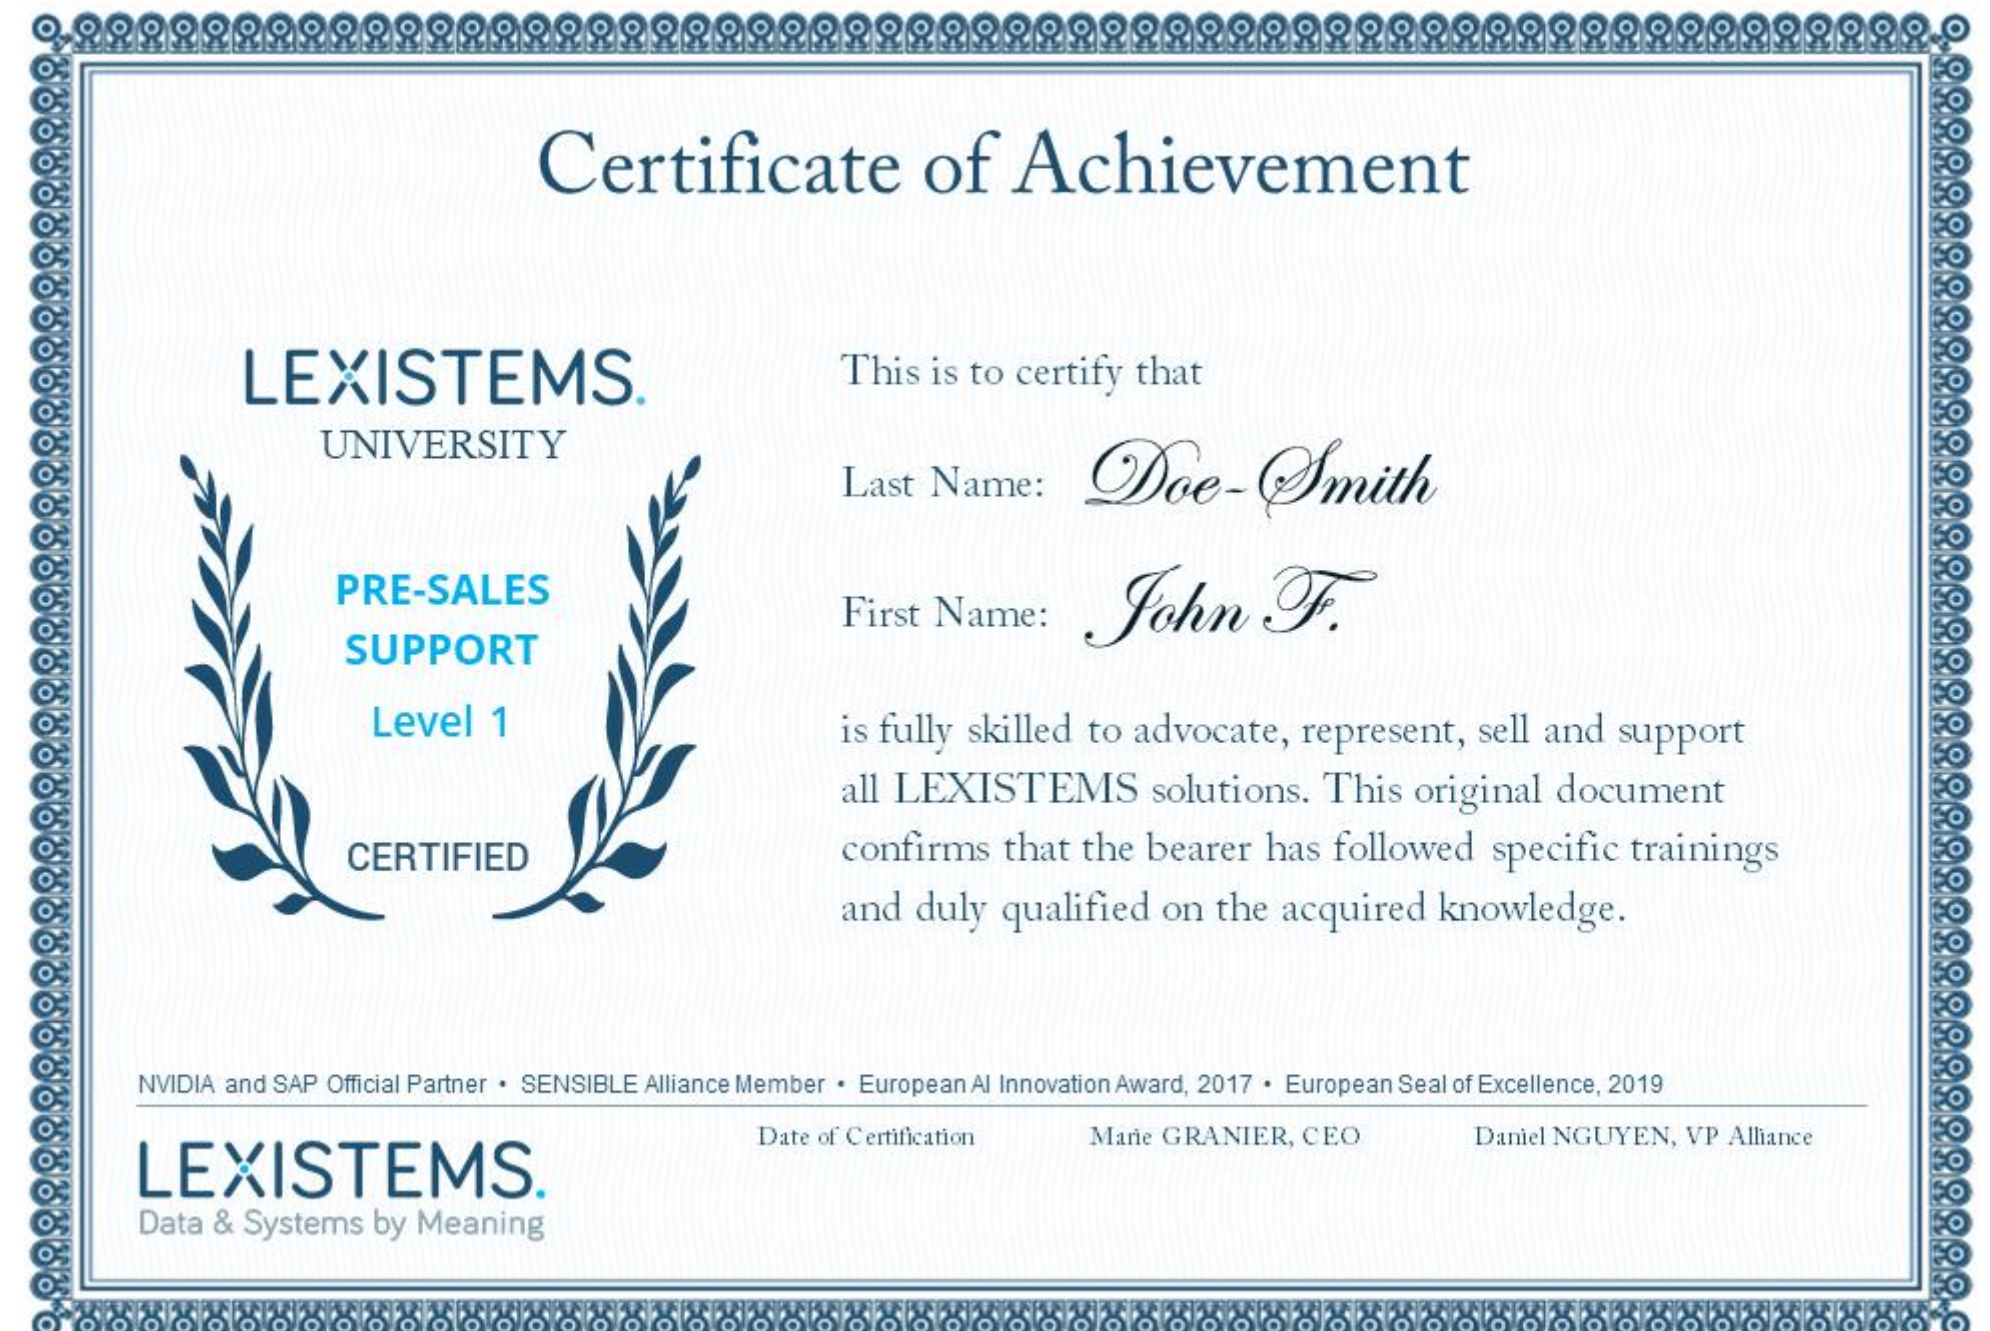 Certificate of Achievement
LEXISTEMS.
UNIVERSITY
PRE-SALES
SUPPORT
Level 1
CERTIFIED
This is to certify that
Last Name: Doe-Smith
First Name: John F.
is fully skilled to advocate, represent, sell and support
all LEXISTEMS solutions. This original document
confirms that the bearer has followed specific trainings
and duly qualified on the acquired knowledge.
NVIDIA and SAP Official Partner • SENSIBLE Alliance Member • European AI Innovation Award, 2017 • European Seal of Excellence, 2019
LEXISTEMS.
Data & Systems by Meaning
Date of Certification
Marie GRANIER, CEO
Daniel NGUYEN, VP Alliance